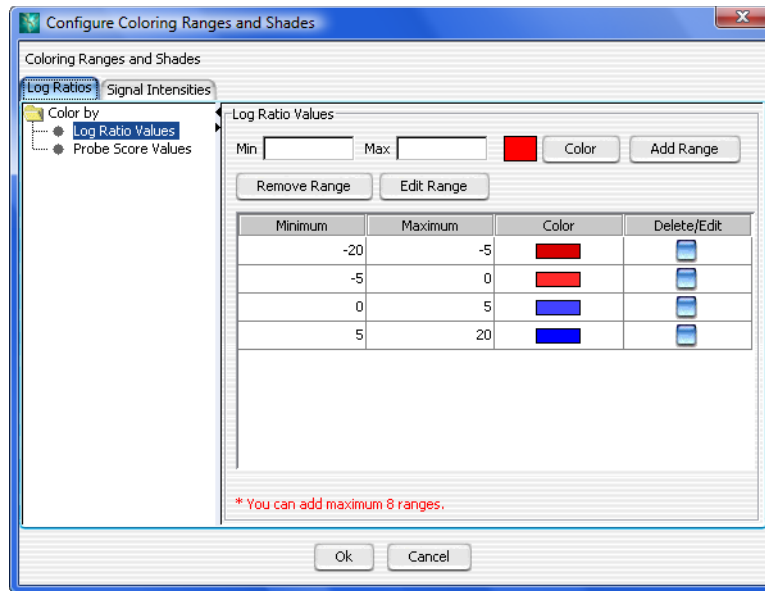 Configure Coloring Ranges and Shades
Coloring Ranges and Shades
Log Ratios Signal Intensities
Color by
Log Ratio Values
Probe Score Values
Log Ratio Values
Min Max Color Add Range
Remove Range Edit Range
Minimum Maximum Color Delete/Edit
-20 -5
-5 0
0 5
5 20
* You can add maximum 8 ranges.
Ok Cancel